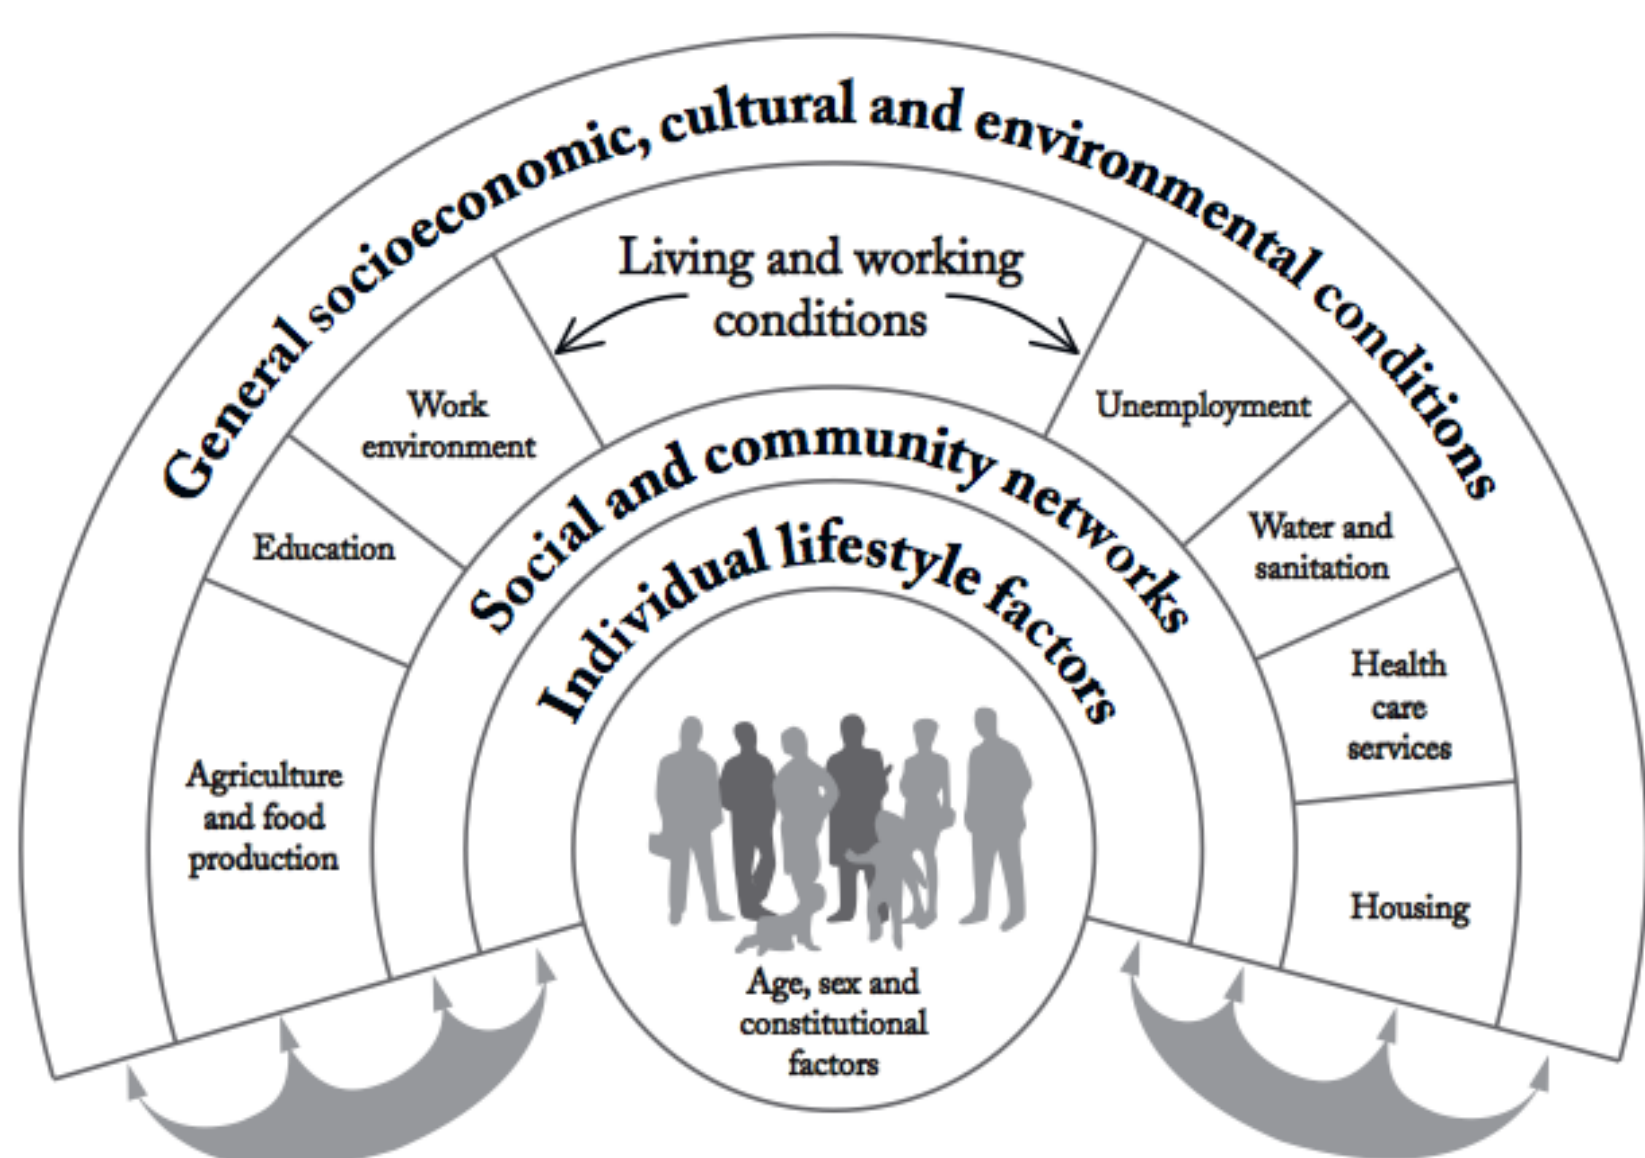 General socioeconomic, cultural and environmental conditions
Living and working
conditions
Work
environment
Unemployment
Education
Water and
sanitation
Agriculture
and food
production
Health
care
services
Housing
Social and community networks
Individual lifestyle factors
Age, sex and
constitutional
factors